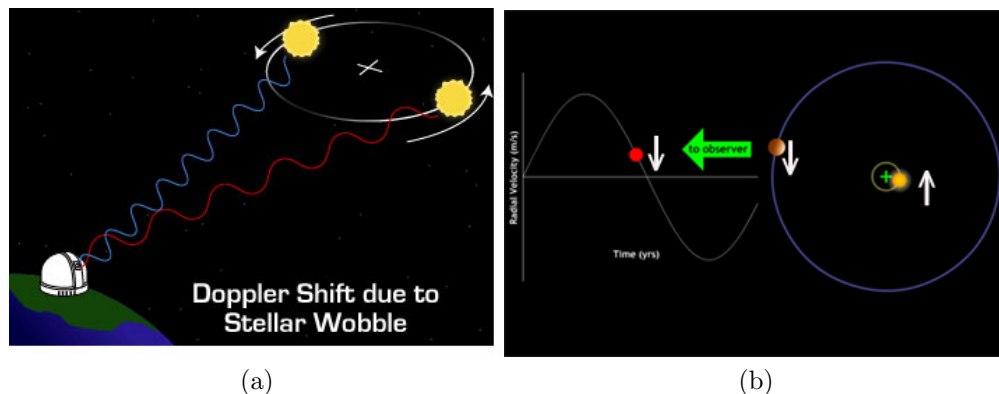 Doppler Shift due to
Stellar Wobble
(a)
Radial Velocity (m/s)
to observer
Time (yrs)
(b)